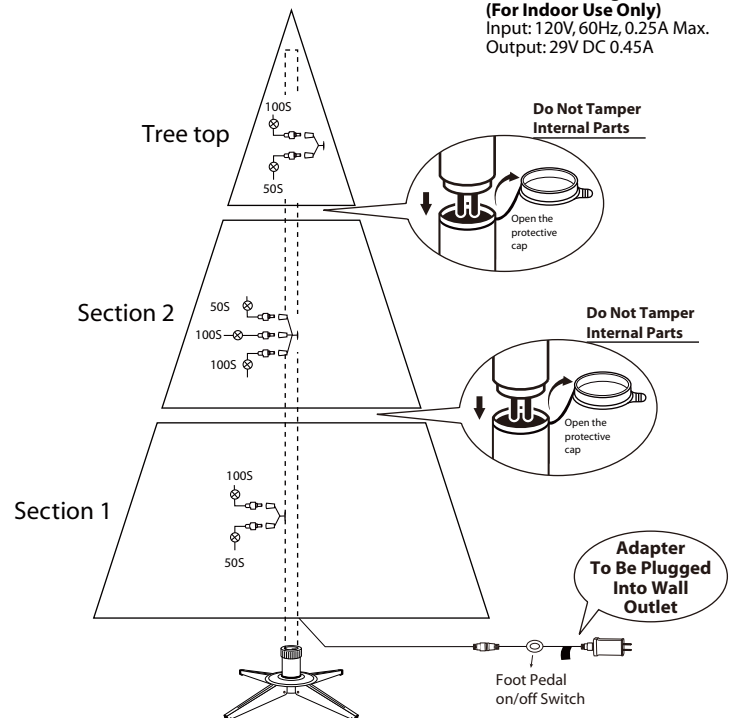 (For Indoor Use Only)
Input: 120V, 60Hz, 0.25A Max.
Output: 29V DC 0.45A
Do Not Tamper
Internal Parts
100S
Tree top
50S
Open the
protective
cap
Section 2
50S
100S
100S
Do Not Tamper
Internal Parts
Open the
protective
cap
Section 1
100S
50S
Adapter
To Be Plugged
Into Wall
Outlet
Foot Pedal
on/off Switch